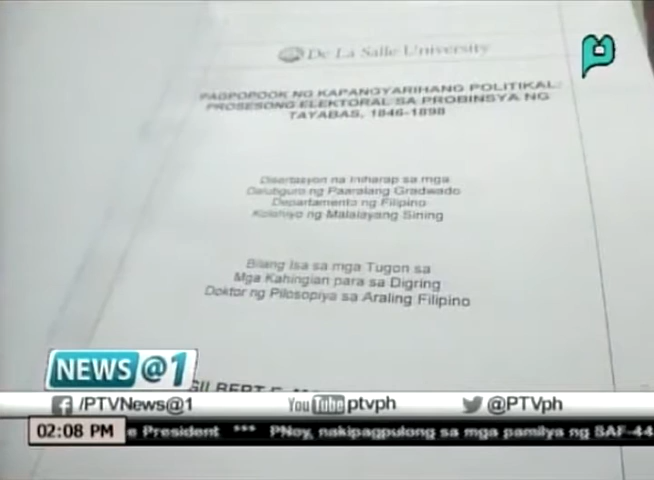 De La Salle University
PAGPOPOOK NG KAPANGYARIHANG POLITIKAL:
PROSESONG ELEKTORAL SA PROBINSYA NG
TAYABAS, 1846-1898
Disertasyon na Iniharap sa mga
ng Paaralang Gradwado
Departamento ng Filipino
Kolehiyo ng Malalayang Sining
Bilang Isa sa mga Tugon sa
Mga Kahingian para sa Digring
Doktor ng Pilosopiya sa Araling Filipino
NEWS @1
/PTVNews@1 YouTube ptvph @PTVph
02:08 PM e President *** PNoy, nakipagpulong sa mga pamilya ng SAF-44